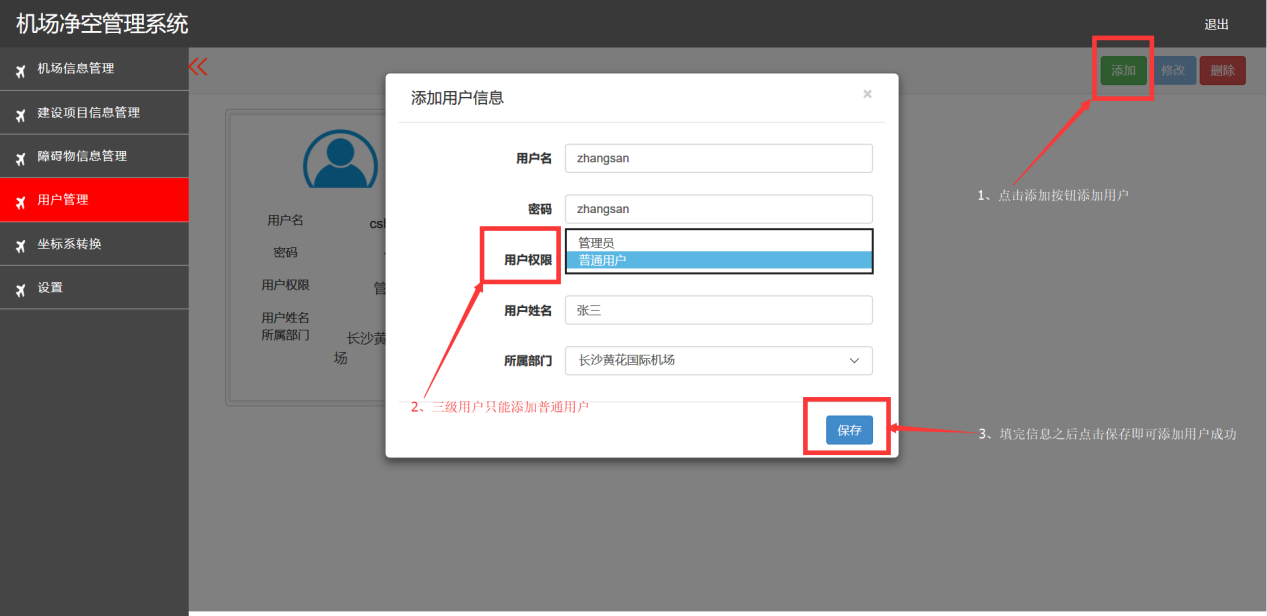 机场净空管理系统
退出
机场信息管理
建设项目信息管理
障碍物信息管理
用户管理
坐标系转换
设置
添加
修改
删除
1、点击添加按钮添加用户
用户名
密码
用户权限
管
用户姓名
所属部门
长沙黄
场
添加用户信息
×
用户名 zhangsan
密码 zhangsan
用户权限
管理员
普通用户
用户姓名 张三
所属部门 长沙黄花国际机场
2、三级用户只能添加普通用户
保存
3、填完信息之后点击保存即可添加用户成功